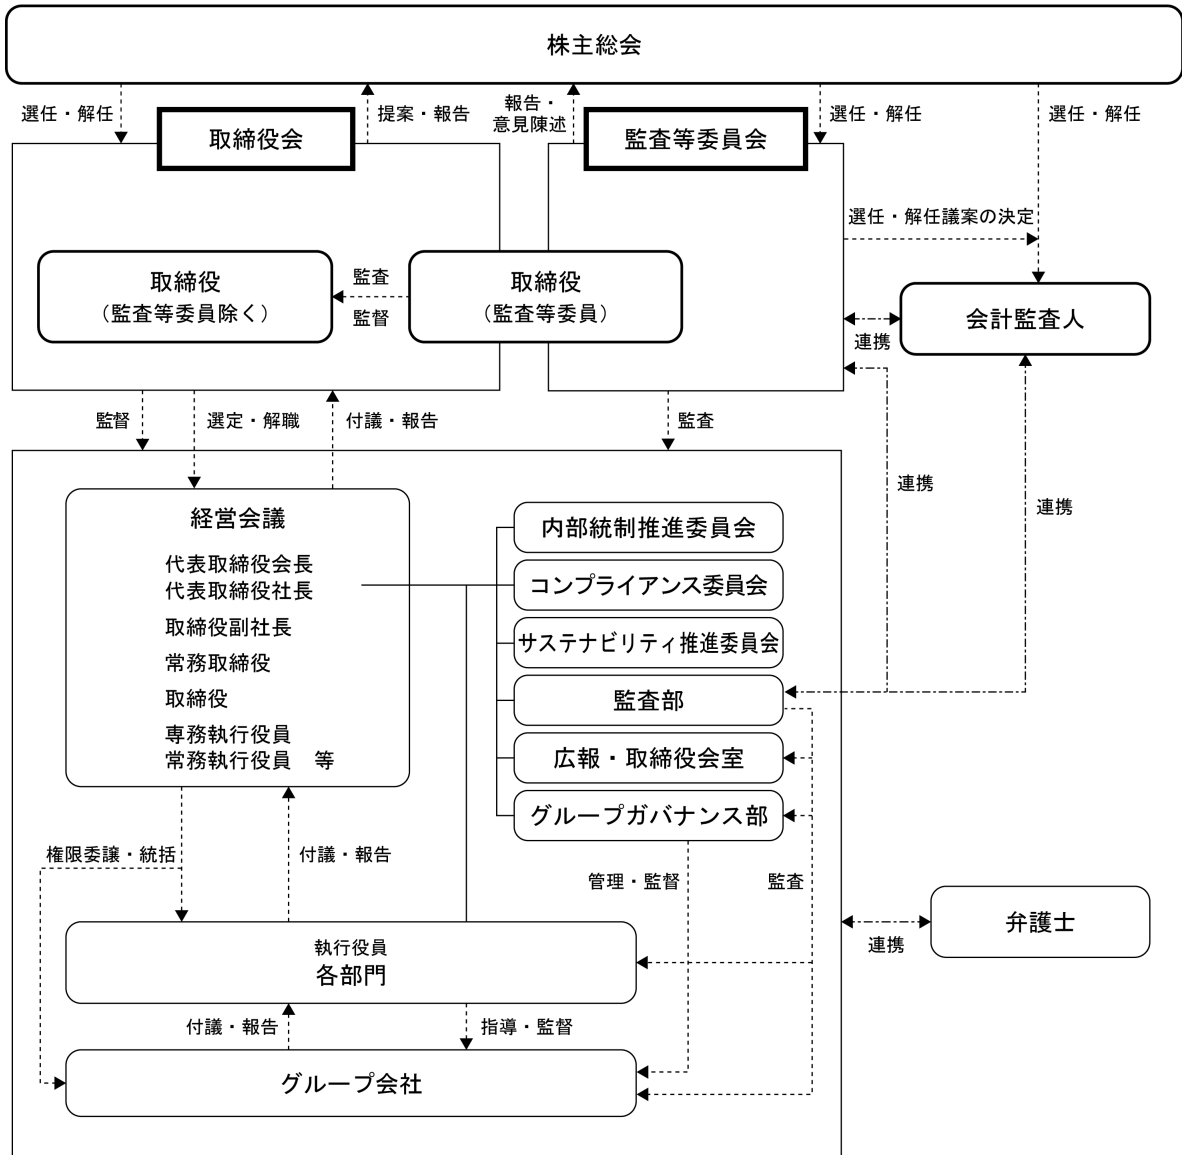 株主総会
選任・解任
提案・報告
報告・
意見陳述
選任・解任
選任・解任
取締役会
監査等委員会
選任・解任議案の決定
取締役
（監査等委員除く）
監査
監督
取締役
（監査等委員）
会計監査人
連携
監督
選定・解職
付議・報告
監査
連携
連携
経営会議
代表取締役会長
代表取締役社長
取締役副社長
常務取締役
取締役
専務執行役員
常務執行役員　等
内部統制推進委員会
コンプライアンス委員会
サステナビリティ推進委員会
監査部
広報・取締役会室
グループガバナンス部
権限委譲・統括
付議・報告
管理・監督
監査
弁護士
連携
執行役員
各部門
付議・報告
指導・監督
グループ会社